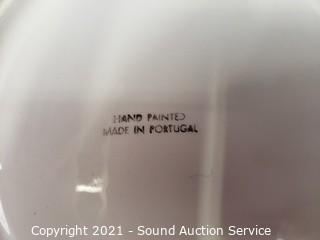 HAND PAINTED
MADE IN PORTUGAL
Copyright 2021 - Sound Auction Service